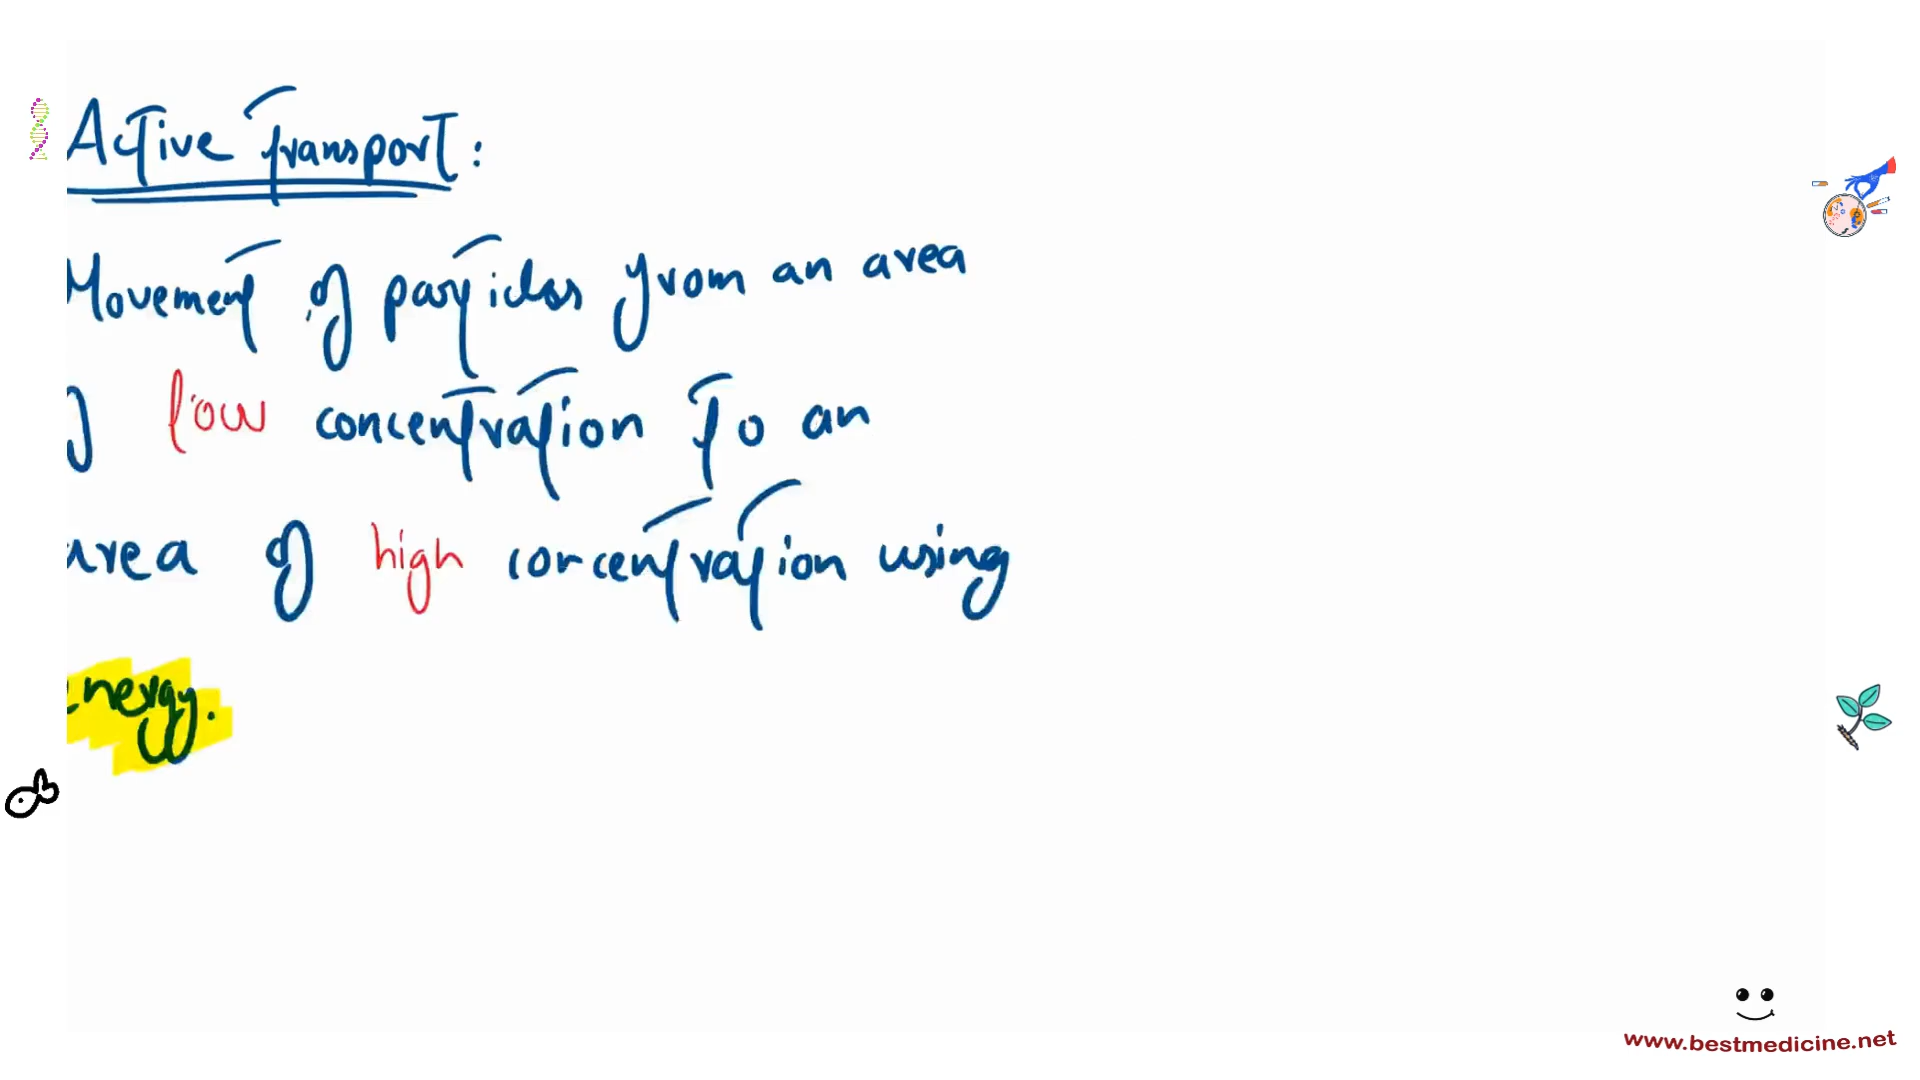 Active Transport:
Movement of particles from an area
of low concentration to an
area of high concentration using
energy.
www.bestmedicine.net